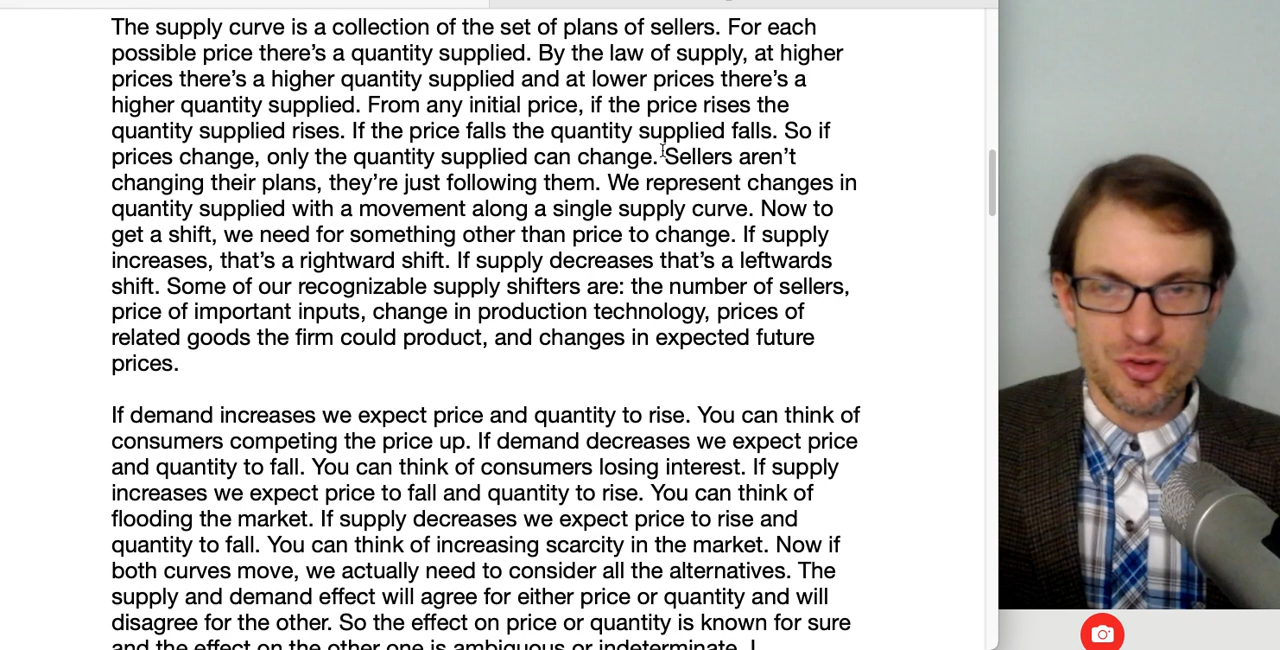 The supply curve is a collection of the set of plans of sellers. For each
possible price there’s a quantity supplied. By the law of supply, at higher
prices there’s a higher quantity supplied and at lower prices there’s a
higher quantity supplied. From any initial price, if the price rises the
quantity supplied rises. If the price falls the quantity supplied falls. So if
prices change, only the quantity supplied can change. Sellers aren’t
changing their plans, they’re just following them. We represent changes in
quantity supplied with a movement along a single supply curve. Now to
get a shift, we need for something other than price to change. If supply
increases, that’s a rightward shift. If supply decreases that’s a leftwards
shift. Some of our recognizable supply shifters are: the number of sellers,
price of important inputs, change in production technology, prices of
related goods the firm could product, and changes in expected future
prices.
If demand increases we expect price and quantity to rise. You can think of
consumers competing the price up. If demand decreases we expect price
and quantity to fall. You can think of consumers losing interest. If supply
increases we expect price to fall and quantity to rise. You can think of
flooding the market. If supply decreases we expect price to rise and
quantity to fall. You can think of increasing scarcity in the market. Now if
both curves move, we actually need to consider all the alternatives. The
supply and demand effect will agree for either price or quantity and will
disagree for the other. So the effect on price or quantity is known for sure
and the effect on the other one is ambiguous or indeterminate. I